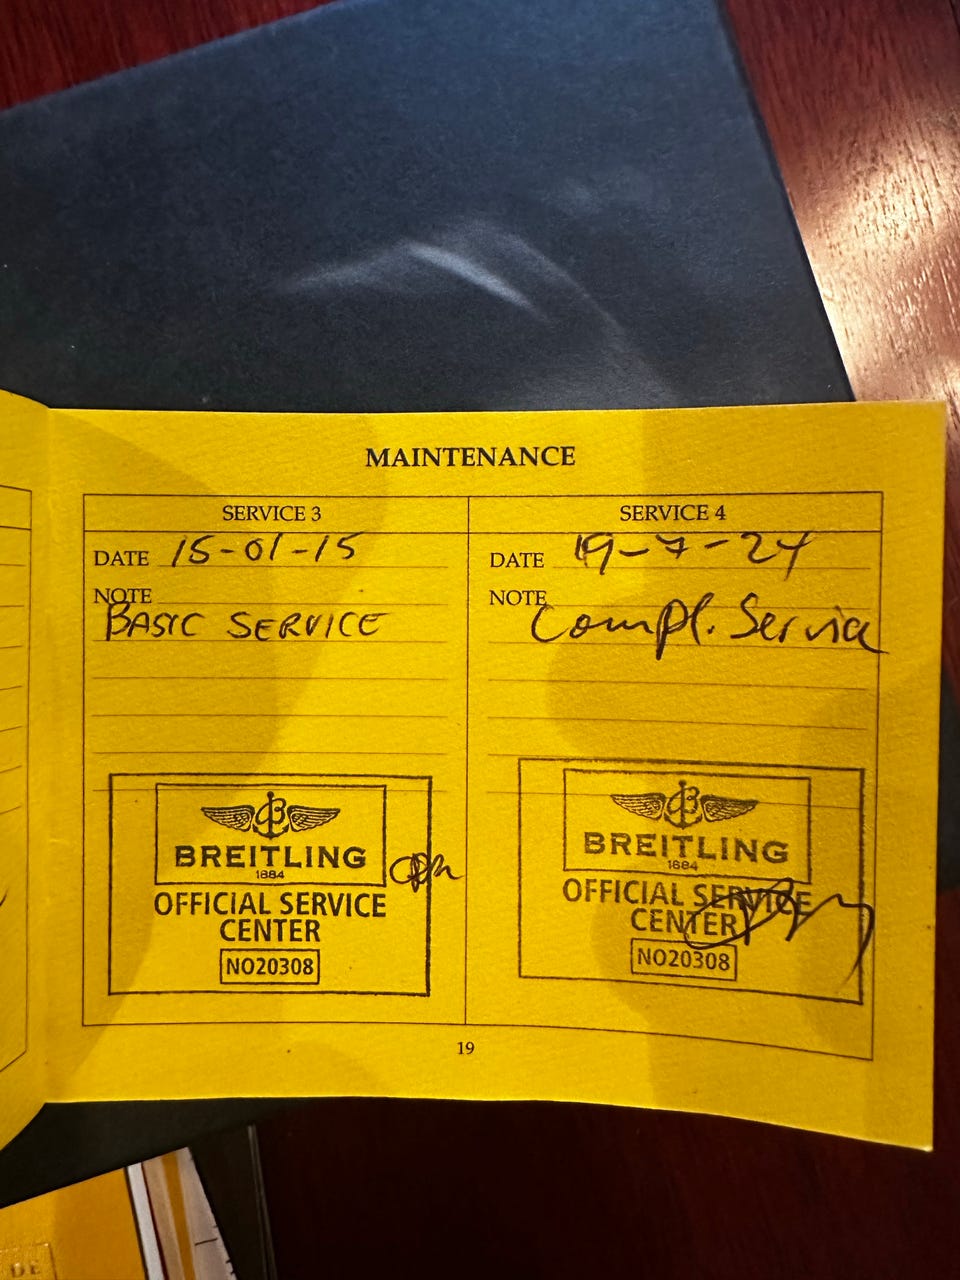 MAINTENANCE
SERVICE 3
DATE 15-01-15
NOTE
BASIC SERVICE
BREITLING
1884
OFFICIAL SERVICE
CENTER
NO20308
SERVICE 4
DATE 19-7-24
NOTE
Compl. Service
BREITLING
1884
OFFICIAL SERVICE
CENTER
NO20308
19
DE